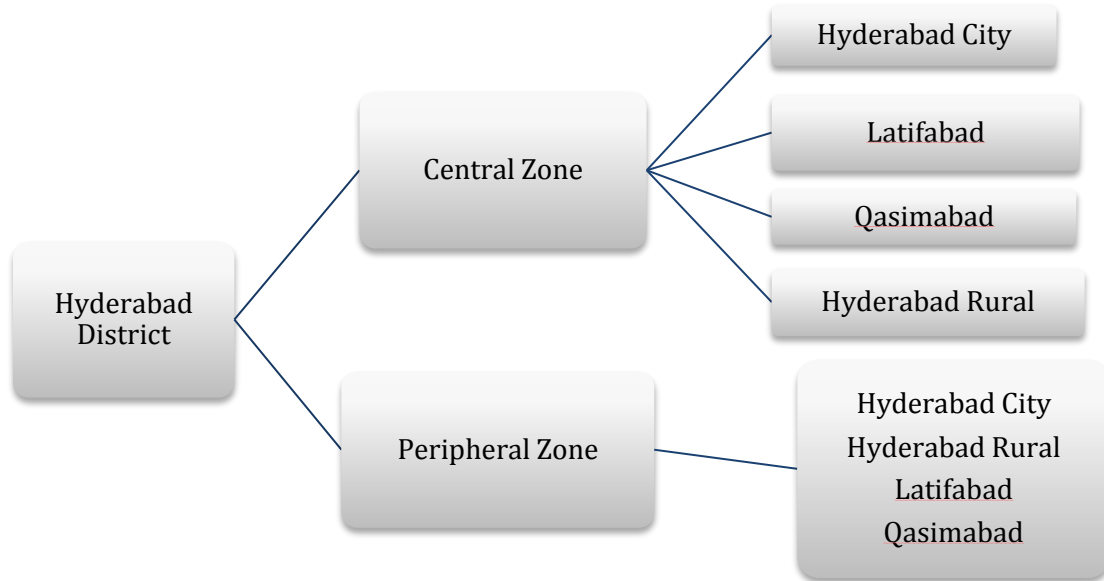 Hyderabad
District
Central Zone
Hyderabad City
Latifabad
Qasimabad
Hyderabad Rural
Peripheral Zone
Hyderabad City
Hyderabad Rural
Latifabad
Qasimabad